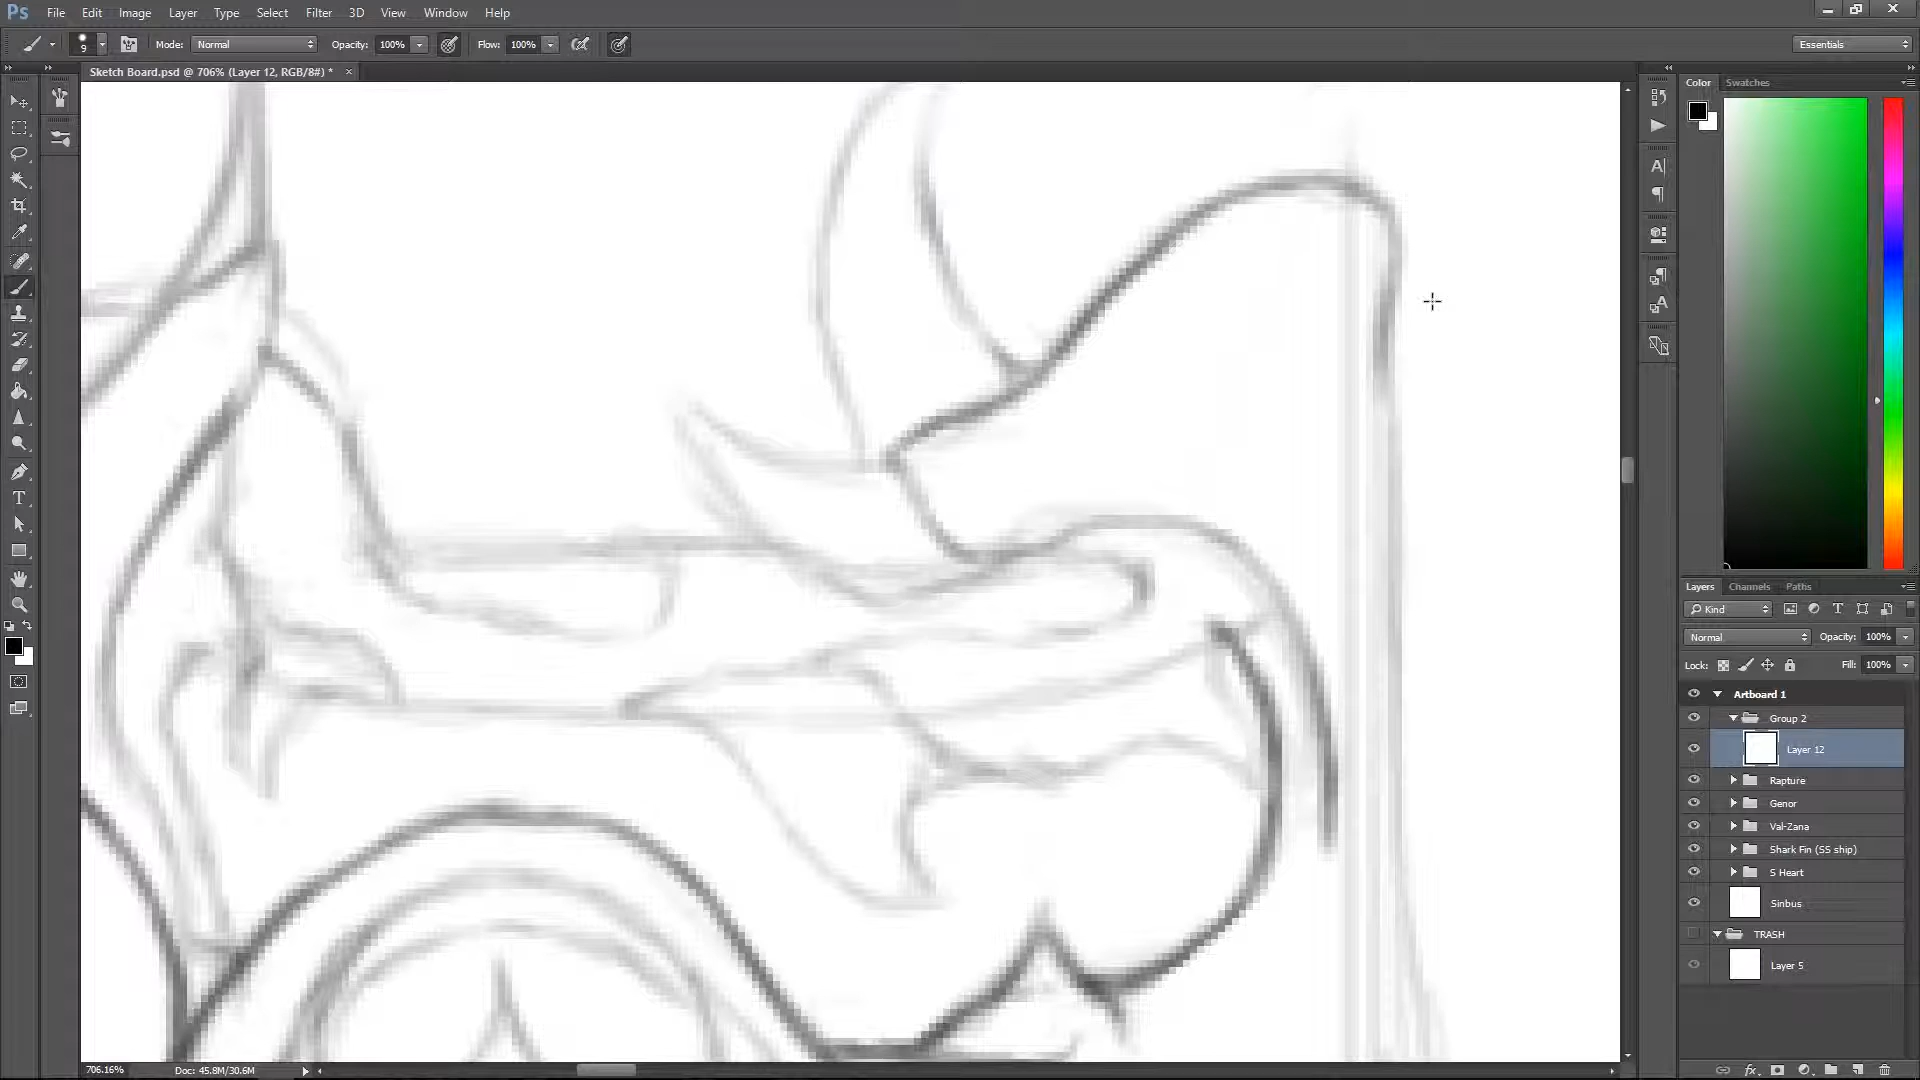 Ps File Edit Image Layer Type Select Filter 3D View Window Help
9 Mode: Normal Opacity: 100% Flow: 100% Essentials
Sketch Board.psd @ 706% (Layer 12, RGB/8#) * ×
Color Swatches
Layers Channels Paths
Kind
Normal Opacity: 100%
Lock: Fill: 100%
Artboard 1
Group 2
Layer 12
Rapture
Genor
Val-Zana
Shark Fin (SS ship)
S Heart
Sinbus
TRASH
Layer 5
706.16% Doc: 45.8M/30.6M